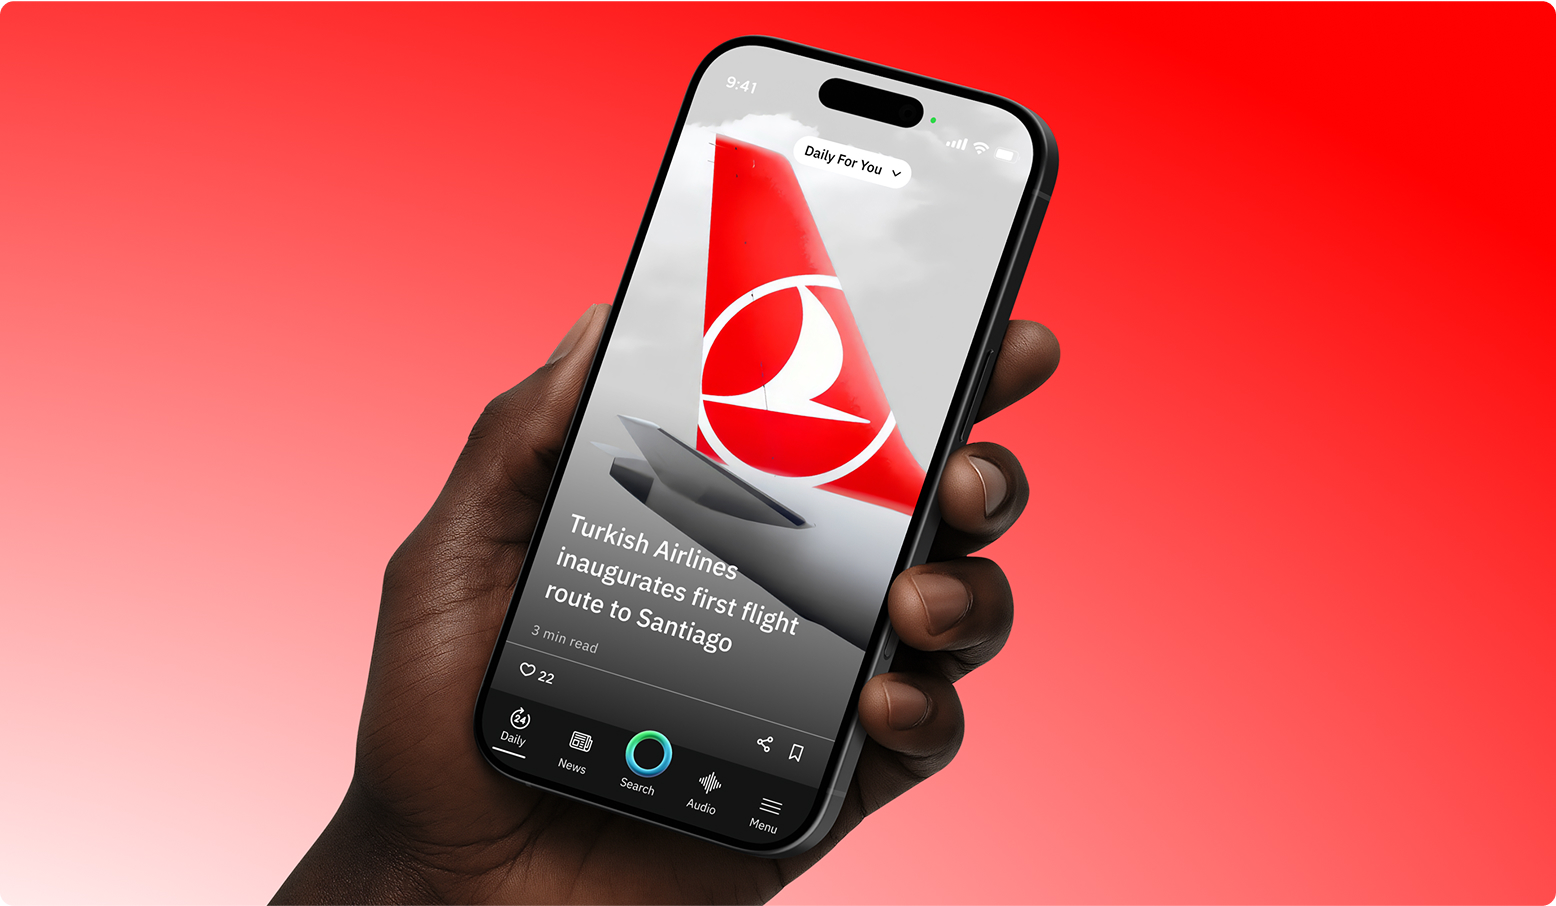 9:41
Daily For You
Turkish Airlines
inaugurates first flight
route to Santiago
3 min read
22
24
Daily
News
Search
Audio
Menu